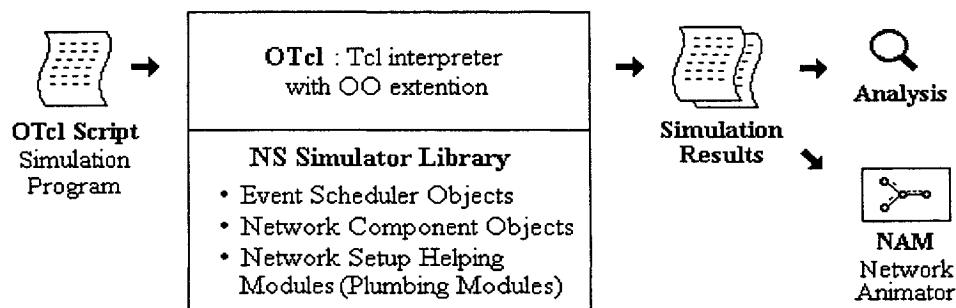 OTcl Script
Simulation
Program
OTcl : Tcl interpreter
with OO extention
NS Simulator Library
• Event Scheduler Objects
• Network Component Objects
• Network Setup Helping
Modules (Plumbing Modules)
Simulation
Results
Analysis
NAM
Network
Animator